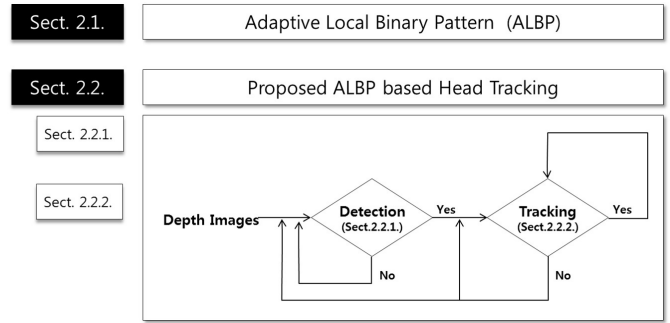 Sect. 2.1.
Adaptive Local Binary Pattern (ALBP)
Sect. 2.2.
Proposed ALBP based Head Tracking
Sect. 2.2.1.
Sect. 2.2.2.
Depth Images
Detection
(Sect.2.2.1.)
Yes
No
Tracking
(Sect.2.2.2.)
Yes
No